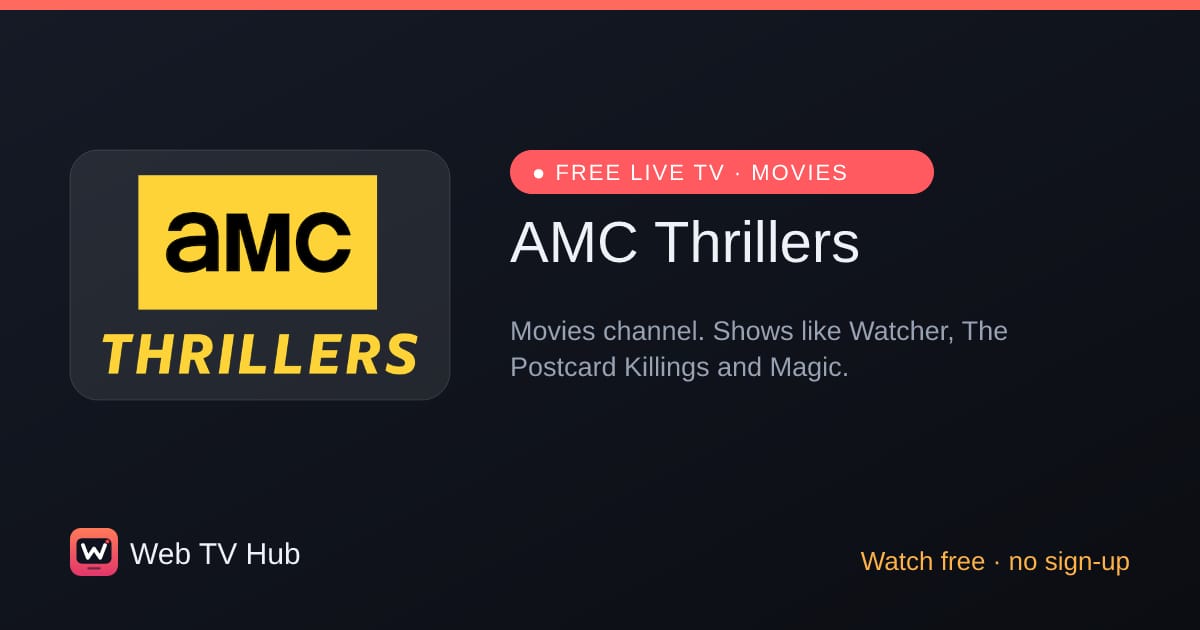 aMC
THRILLERS
● FREE LIVE TV · MOVIES
AMC Thrillers
Movies channel. Shows like Watcher, The
Postcard Killings and Magic.
W
Web TV Hub
Watch free · no sign-up